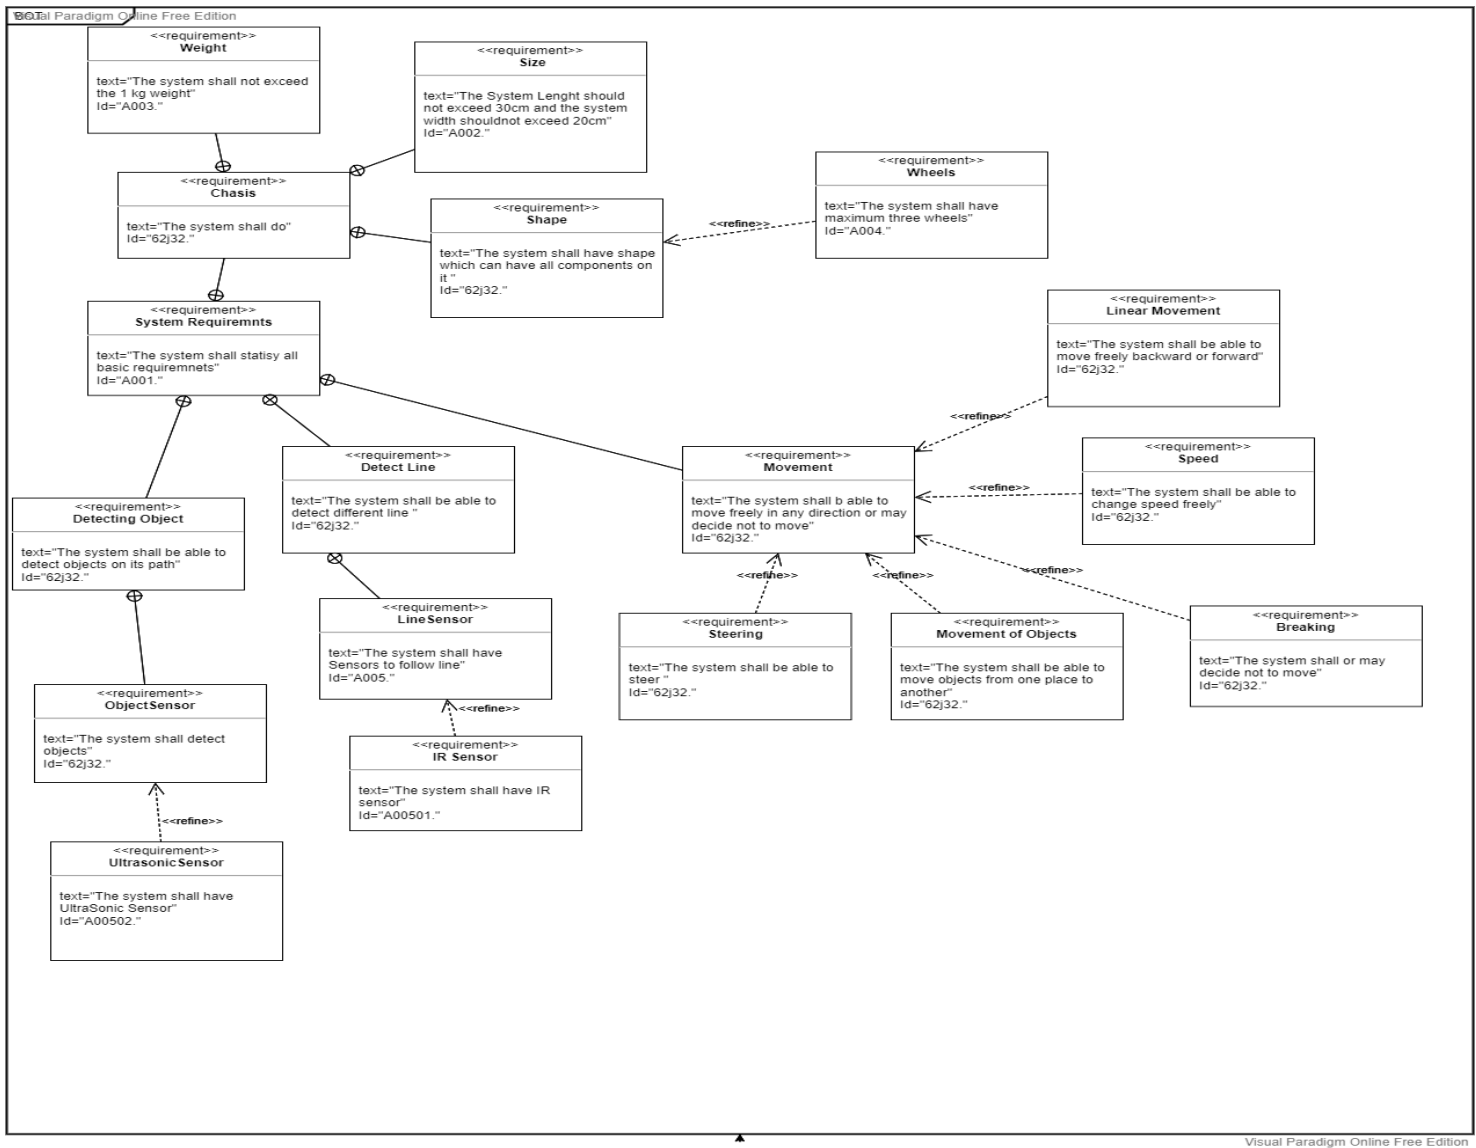 Visual Paradigm Online Free Edition
BOT
<<requirement>>
Weight
text="The system shall not exceed
the 1 kg weight"
Id="A003."
<<requirement>>
Size
text="The System Lenght should
not exceed 30cm and the system
width shouldnot exceed 20cm"
Id="A002."
<<requirement>>
Chasis
text="The system shall do"
Id="62j32."
<<requirement>>
Shape
text="The system shall have shape
which can have all components on
it "
Id="62j32."
<<refine>>
<<requirement>>
Wheels
text="The system shall have
maximum three wheels"
Id="A004."
<<requirement>>
System Requiremnts
text="The system shall statisy all
basic requiremnets"
Id="A001."
<<requirement>>
Linear Movement
text="The system shall be able to
move freely backward or forward"
Id="62j32."
<<refine>>
<<requirement>>
Detect Line
text="The system shall be able to
detect different line "
Id="62j32."
<<requirement>>
Movement
text="The system shall b able to
move freely in any direction or may
decide not to move"
Id="62j32."
<<refine>>
<<requirement>>
Speed
text="The system shall be able to
change speed freely"
Id="62j32."
<<requirement>>
Detecting Object
text="The system shall be able to
detect objects on its path"
Id="62j32."
<<refine>>
<<refine>>
<<refine>>
<<requirement>>
LineSensor
text="The system shall have
Sensors to follow line"
Id="A005."
<<requirement>>
Steering
text="The system shall be able to
steer "
Id="62j32."
<<requirement>>
Movement of Objects
text="The system shall be able to
move objects from one place to
another"
Id="62j32."
<<requirement>>
Breaking
text="The system shall or may
decide not to move"
Id="62j32."
<<requirement>>
ObjectSensor
text="The system shall detect
objects"
Id="62j32."
<<refine>>
<<requirement>>
IR Sensor
text="The system shall have IR
sensor"
Id="A00501."
<<refine>>
<<requirement>>
UltrasonicSensor
text="The system shall have
UltraSonic Sensor"
Id="A00502."
Visual Paradigm Online Free Edition